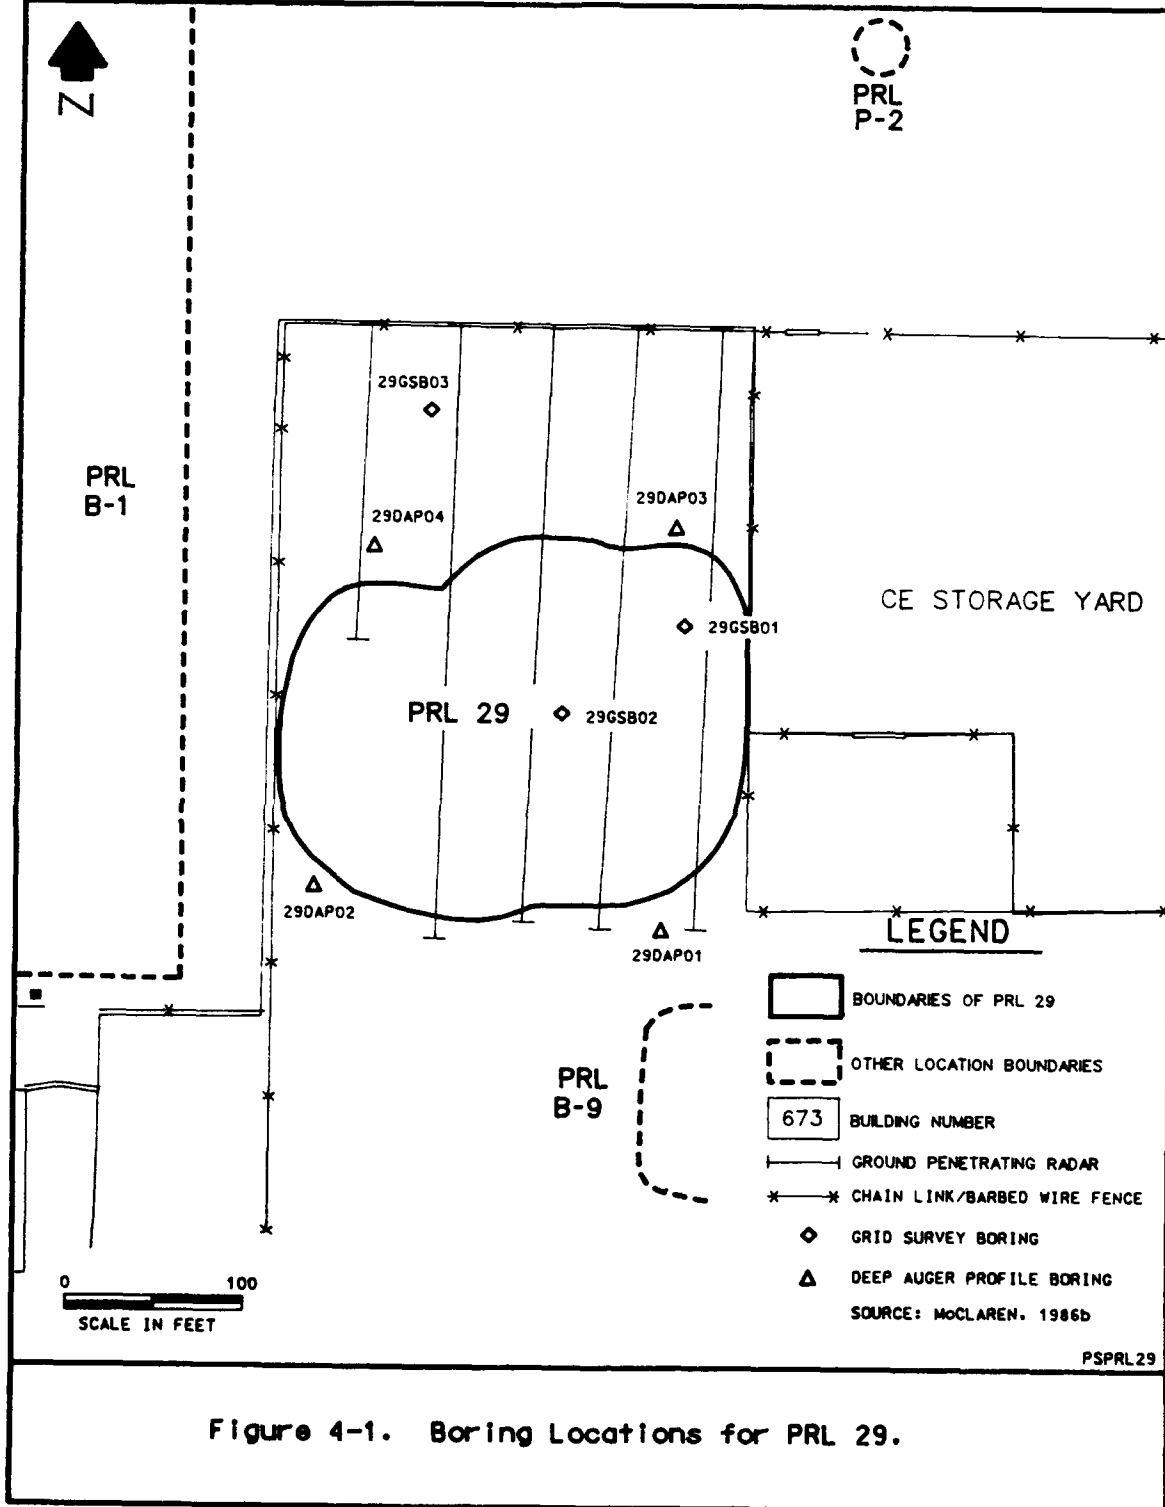 N
PRL
P-2
29GSB03
PRL
B-1
29DAP03
29DAP04
CE STORAGE YARD
29GSB01
PRL 29
29GSB02
29DAP02
29DAP01
LEGEND
BOUNDARIES OF PRL 29
OTHER LOCATION BOUNDARIES
PRL
B-9
673
BUILDING NUMBER
GROUND PENETRATING RADAR
CHAIN LINK/BARBED WIRE FENCE
GRID SURVEY BORING
DEEP AUGER PROFILE BORING
0 100
SCALE IN FEET
SOURCE: McCLAREN. 1986b
PSPRL29
Figure 4-1. Boring Locations for PRL 29.